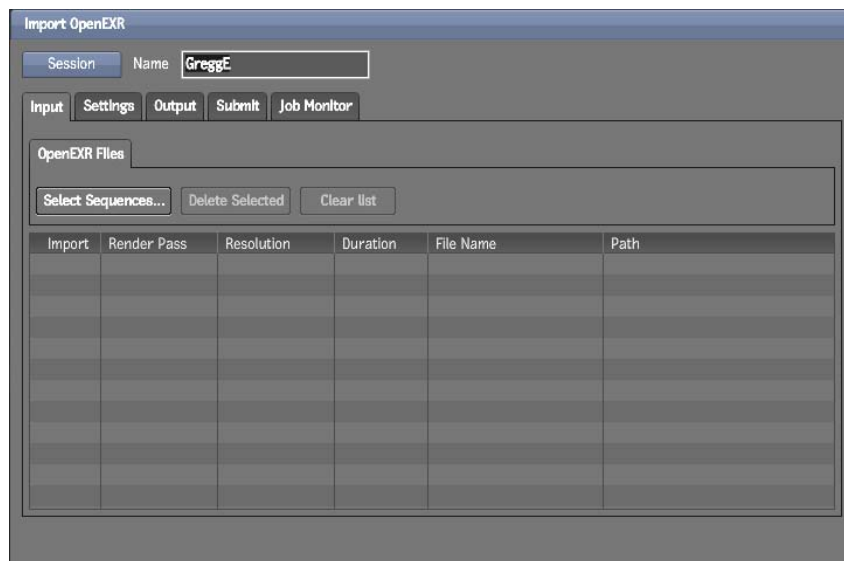 Import OpenEXR
Session Name GreggE
Input Settings Output Submit Job Monitor
OpenEXR Files
Select Sequences... Delete Selected Clear list
Import Render Pass Resolution Duration File Name Path